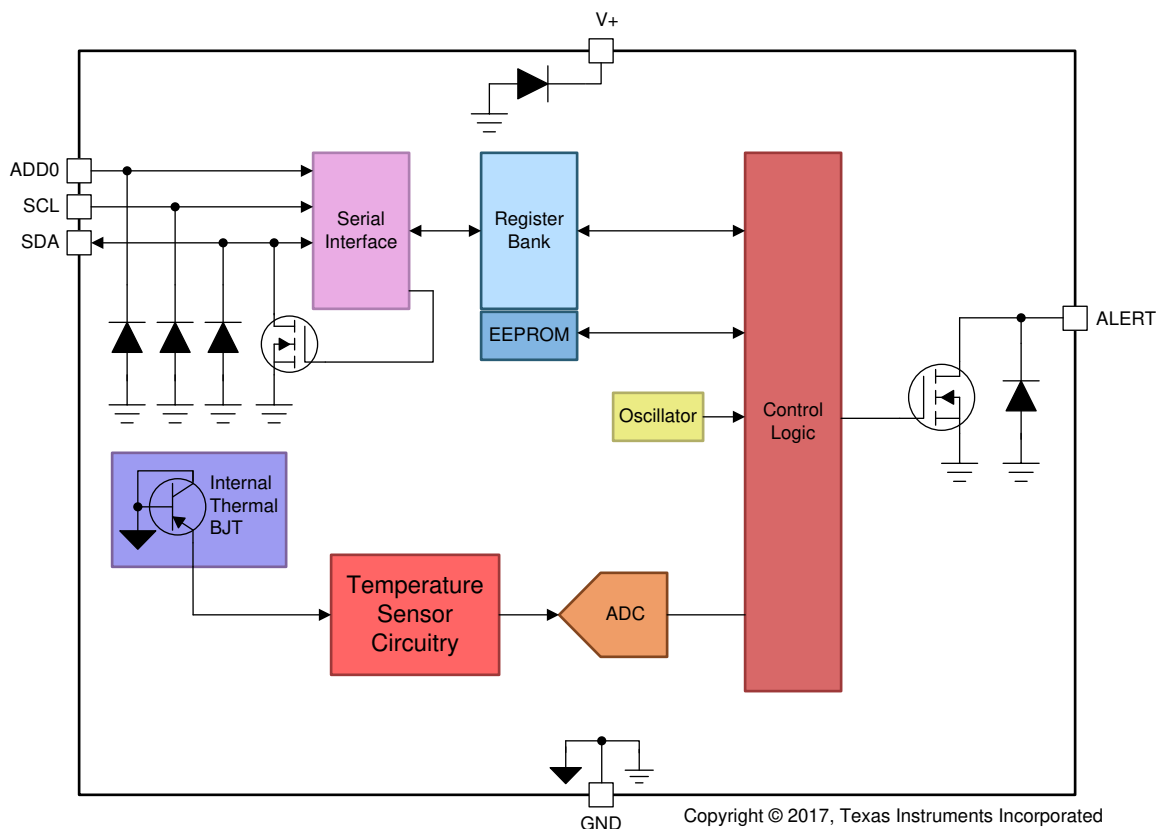 V+
ADD0
SCL
SDA
Serial
Interface
Register
Bank
EEPROM
ALERT
Oscillator
Control
Logic
Internal
Thermal
BJT
Temperature
Sensor
Circuitry
ADC
GND
Copyright © 2017, Texas Instruments Incorporated